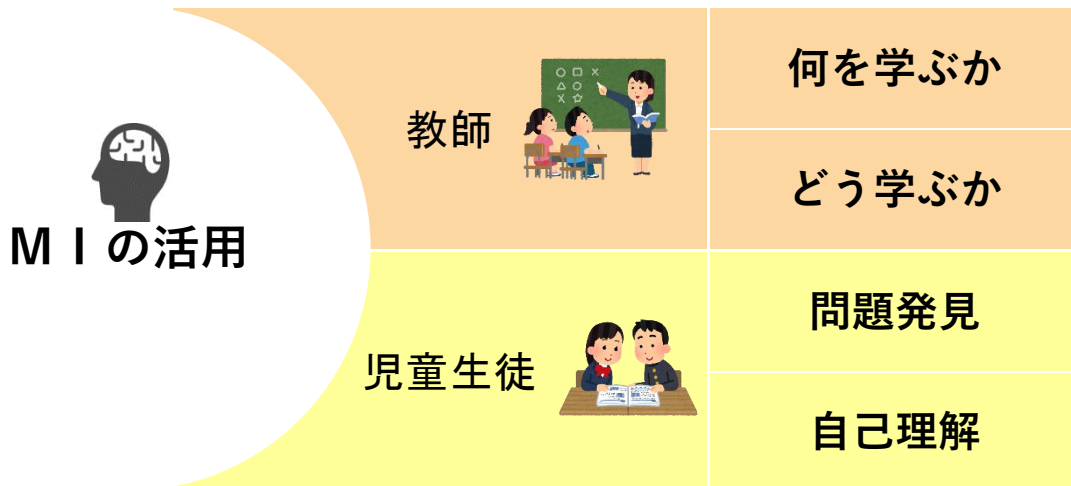 ＭＩの活用
教師
何を学ぶか
どう学ぶか
児童生徒
問題発見
自己理解